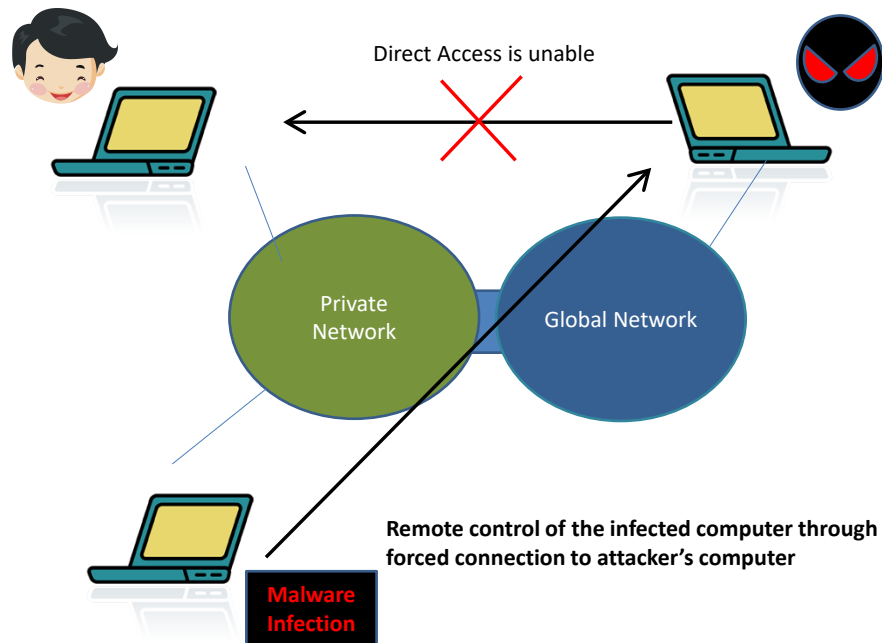 Direct Access is unable
Private
Network
Global Network
Remote control of the infected computer through
forced connection to attacker's computer
Malware
Infection